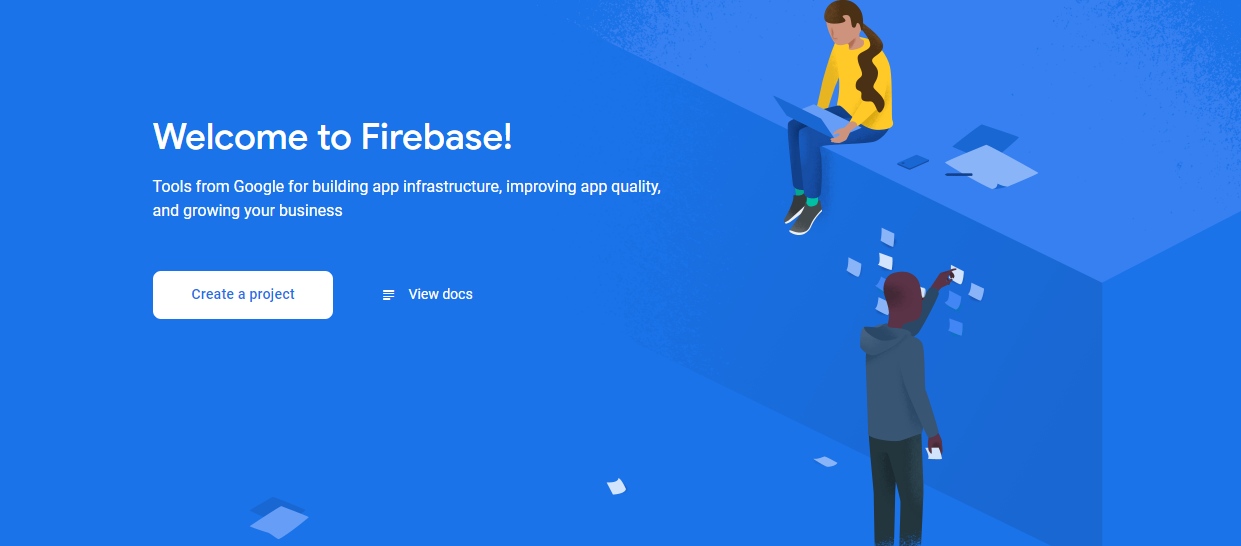 Welcome to Firebase!
Tools from Google for building app infrastructure, improving app quality,
and growing your business
Create a project
View docs